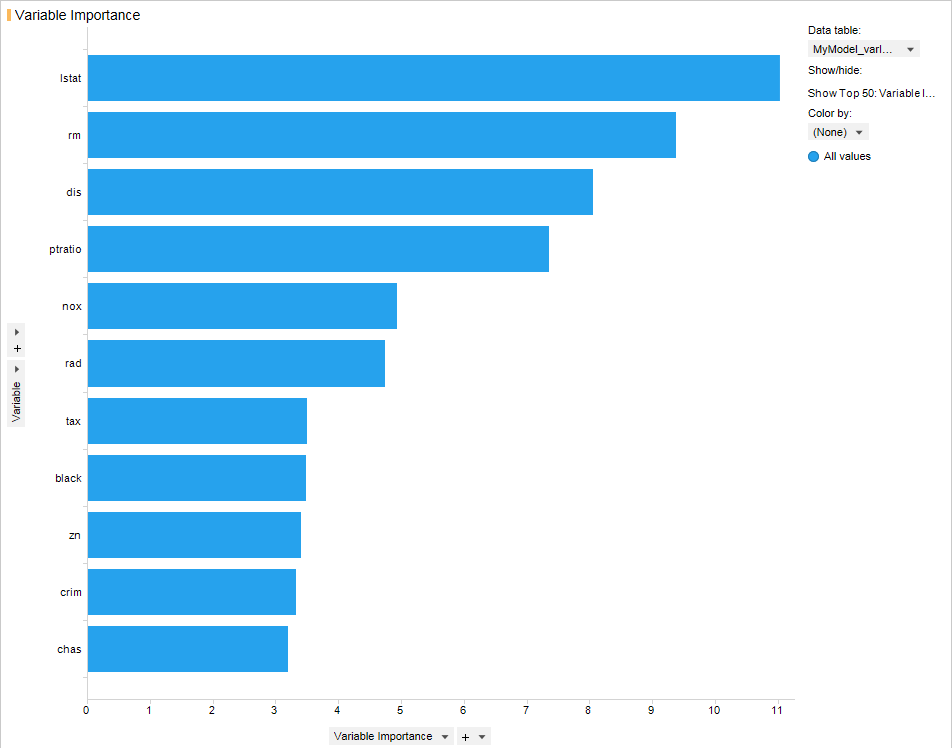 Variable Importance
Data table:
MyModel_varI...
Show/hide:
Show Top 50: Variable I...
Color by:
(None)
All values
lstat
rm
dis
ptratio
nox
rad
tax
black
zn
crim
chas
+
Variable
0 1 2 3 4 5 6 7 8 9 10 11
Variable Importance +